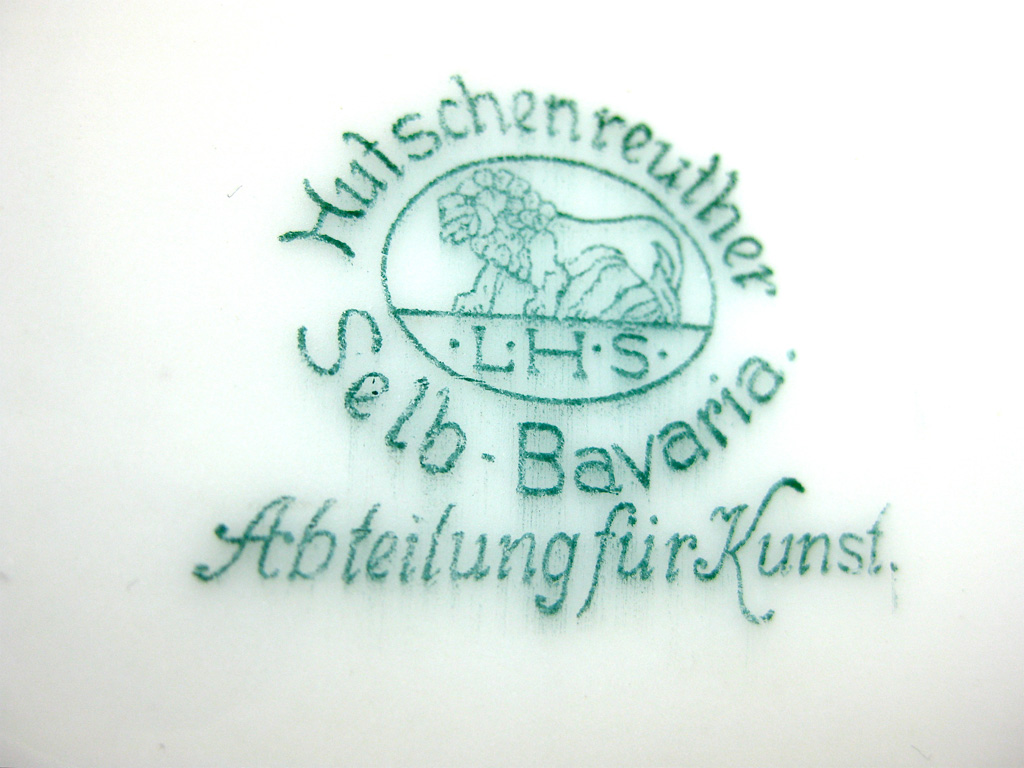 Hutschenreuther
·L·H·S·
Selb · Bavaria.
Abteilung für Kunst.